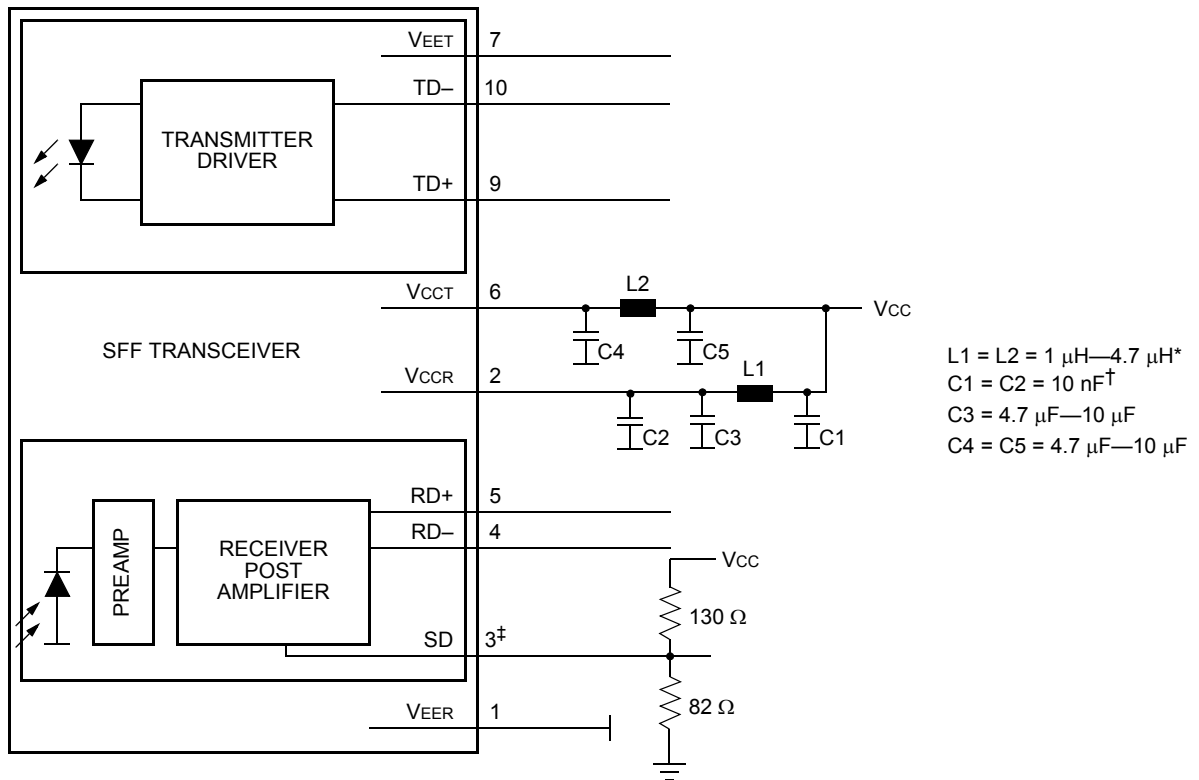 VEET 7
TD– 10
TRANSMITTER
DRIVER
TD+ 9
VCCT 6
L2
VCC
C4
C5
SFF TRANSCEIVER
VCCR 2
L1
C2
C3
C1
L1 = L2 = 1 μH—4.7 μH*
C1 = C2 = 10 nF†
C3 = 4.7 μF—10 μF
C4 = C5 = 4.7 μF—10 μF
RD+ 5
RD– 4
PREAMP
RECEIVER
POST
AMPLIFIER
VCC
130 Ω
SD 3‡
82 Ω
VEER 1